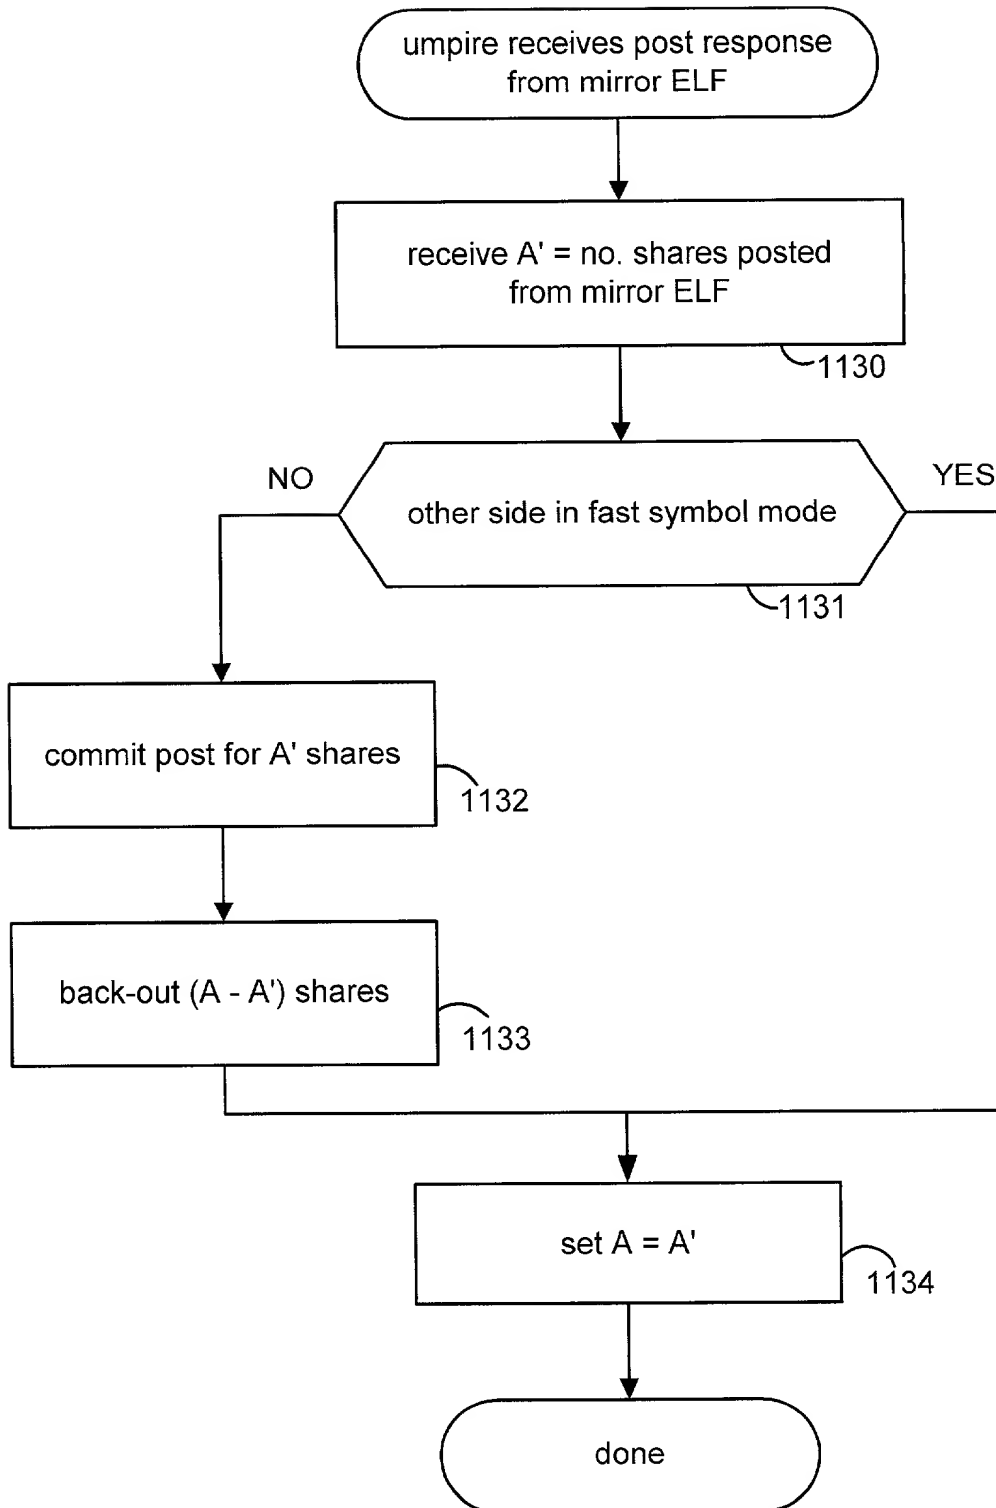 umpire receives post response
from mirror ELF
receive A' = no. shares posted
from mirror ELF
1130
NO
YES
other side in fast symbol mode
1131
commit post for A' shares
1132
back-out (A - A') shares
1133
set A = A'
1134
done